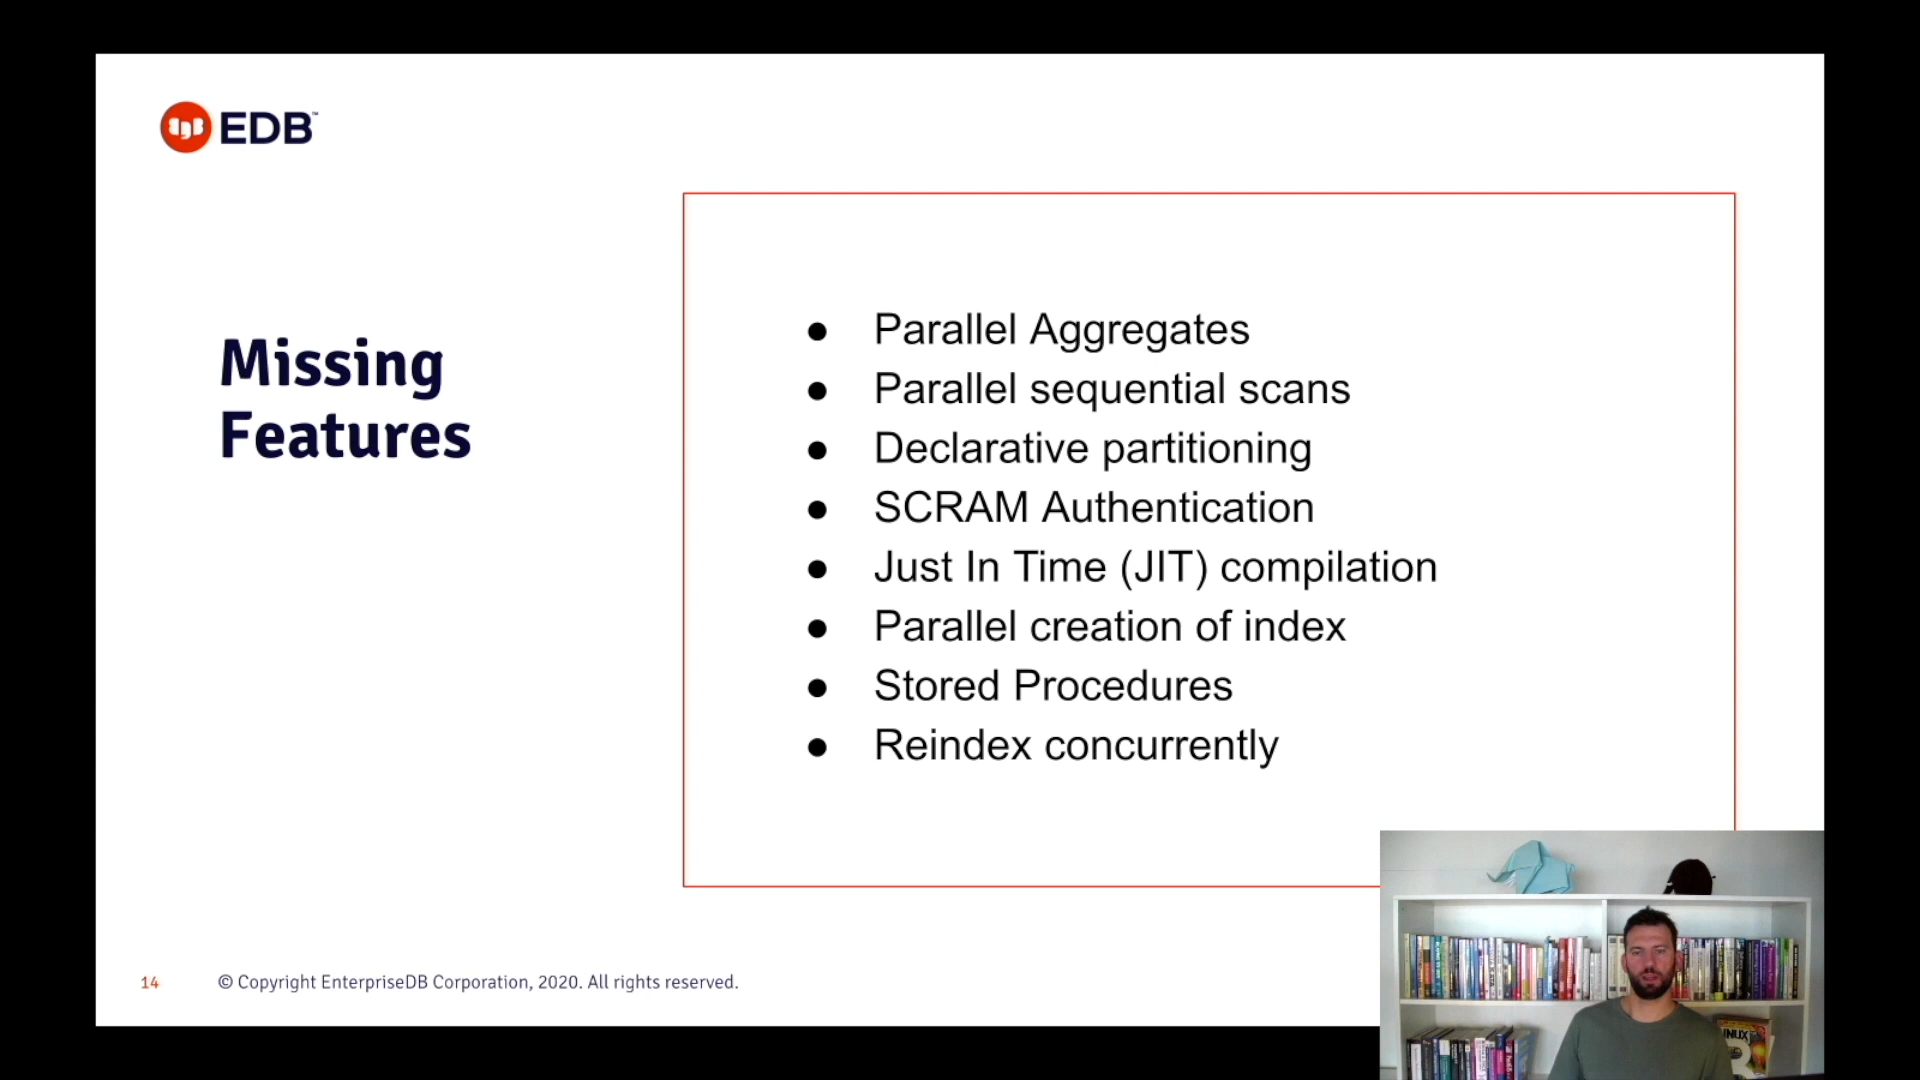 EDB™
Missing
Features
● Parallel Aggregates
● Parallel sequential scans
● Declarative partitioning
● SCRAM Authentication
● Just In Time (JIT) compilation
● Parallel creation of index
● Stored Procedures
● Reindex concurrently
14
© Copyright EnterpriseDB Corporation, 2020. All rights reserved.